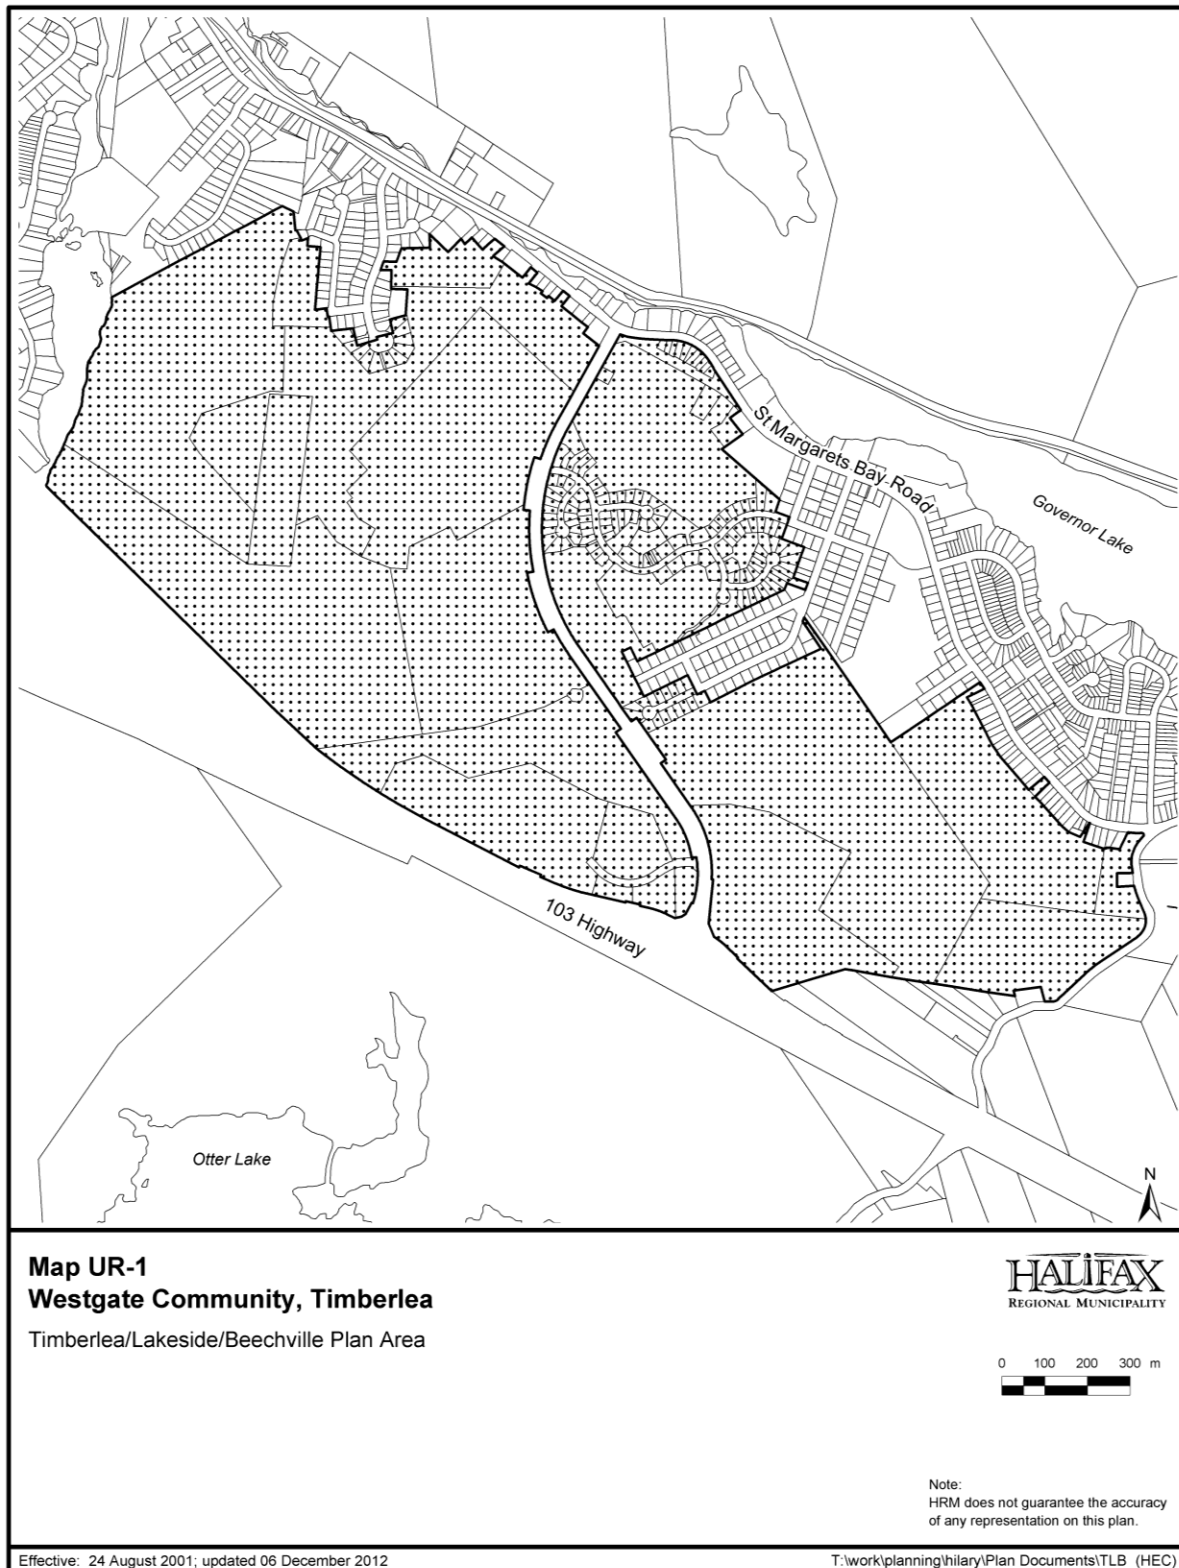 St Margarets Bay Road
Governor Lake
103 Highway
Otter Lake
N
Map UR-1
Westgate Community, Timberlea
Timberlea/Lakeside/Beechville Plan Area
HALIFAX
REGIONAL MUNICIPALITY
0 100 200 300 m
Note:
HRM does not guarantee the accuracy
of any representation on this plan.
Effective: 24 August 2001; updated 06 December 2012
T:\work\planning\hilary\Plan Documents\TLB (HEC)